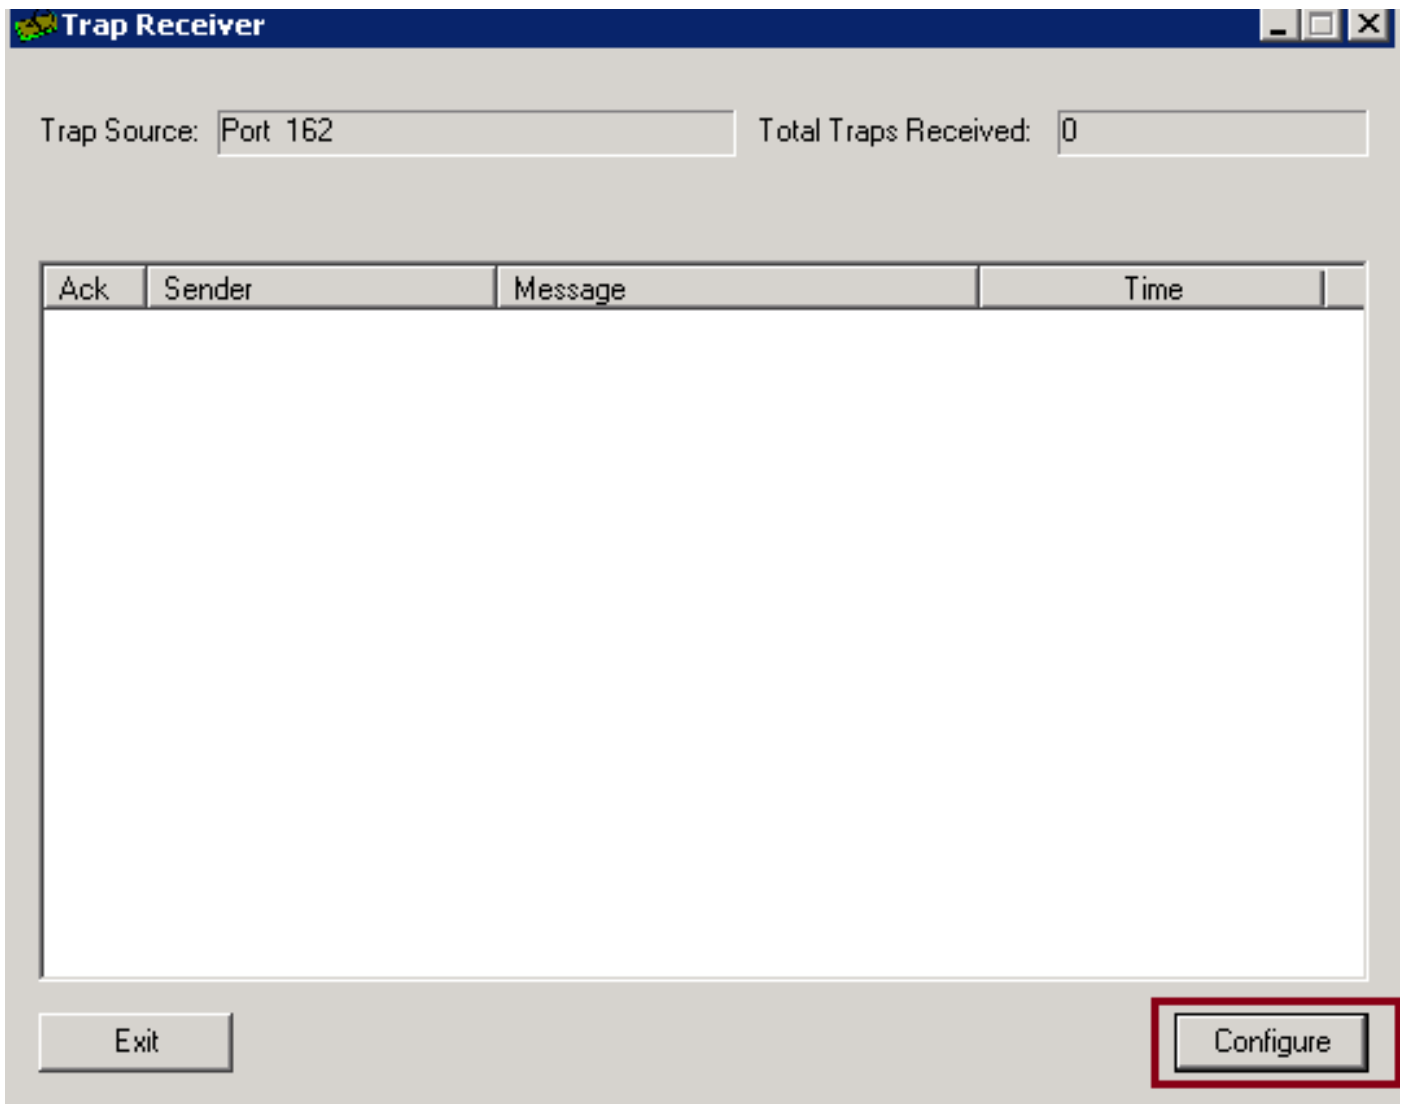 Trap Receiver
Trap Source: Port 162 Total Traps Received: 0
Ack Sender Message Time
Exit Configure